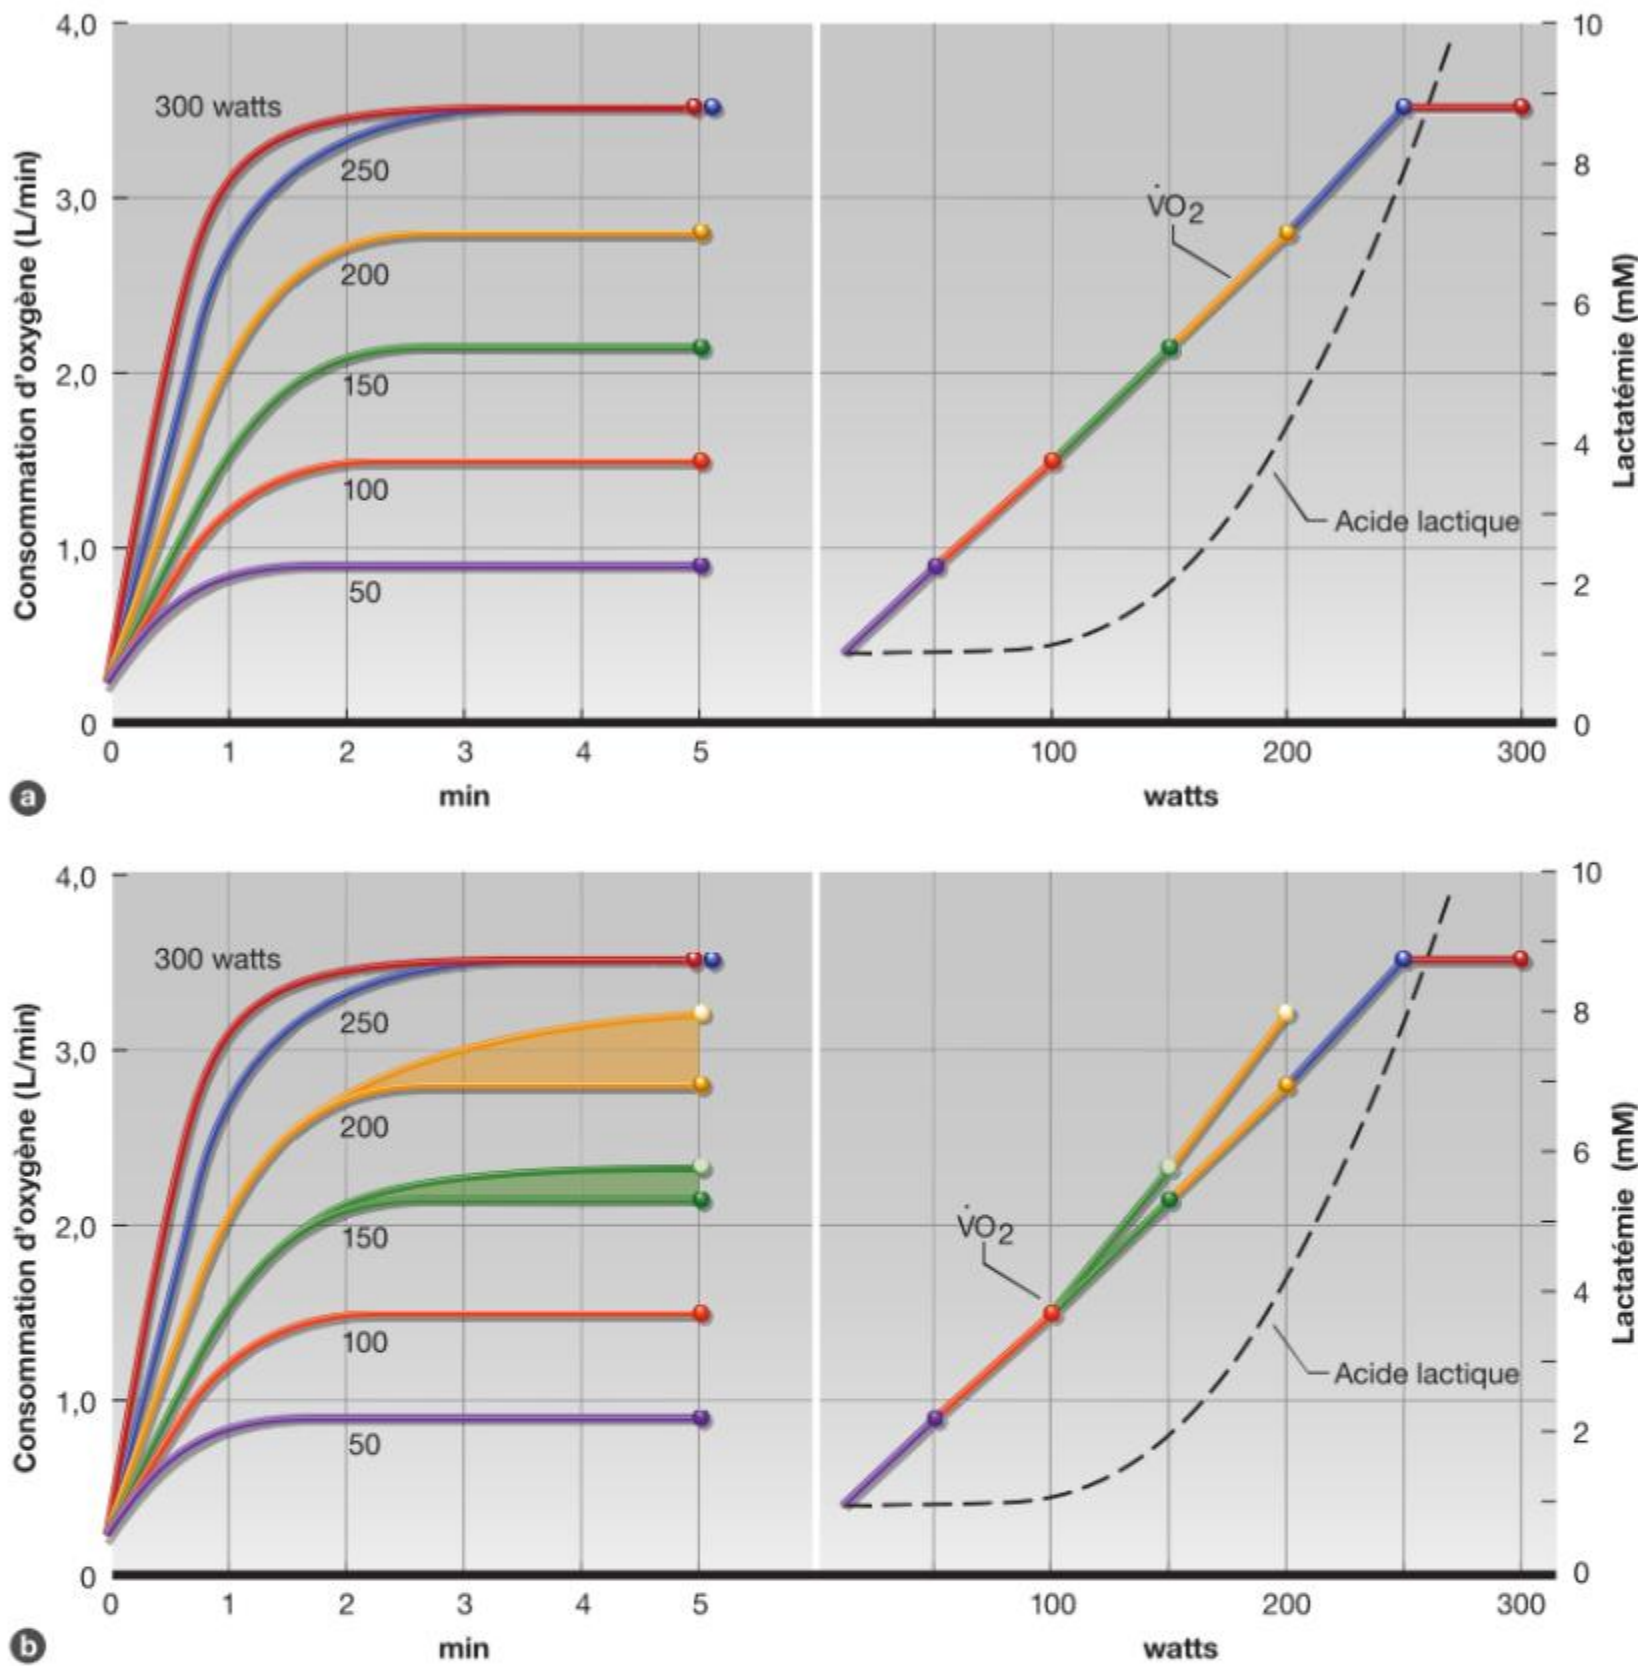 4,0
3,0
2,0
1,0
0
Consommation d'oxygène (L/min)
300 watts
250
200
150
100
50
0 1 2 3 4 5
min
V̇O2
Acide lactique
100 200 300
watts
10
8
6
4
2
0
Lactatémie (mM)
a
4,0
3,0
2,0
1,0
0
Consommation d'oxygène (L/min)
300 watts
250
200
150
100
50
0 1 2 3 4 5
min
V̇O2
Acide lactique
100 200 300
watts
10
8
6
4
2
0
Lactatémie (mM)
b